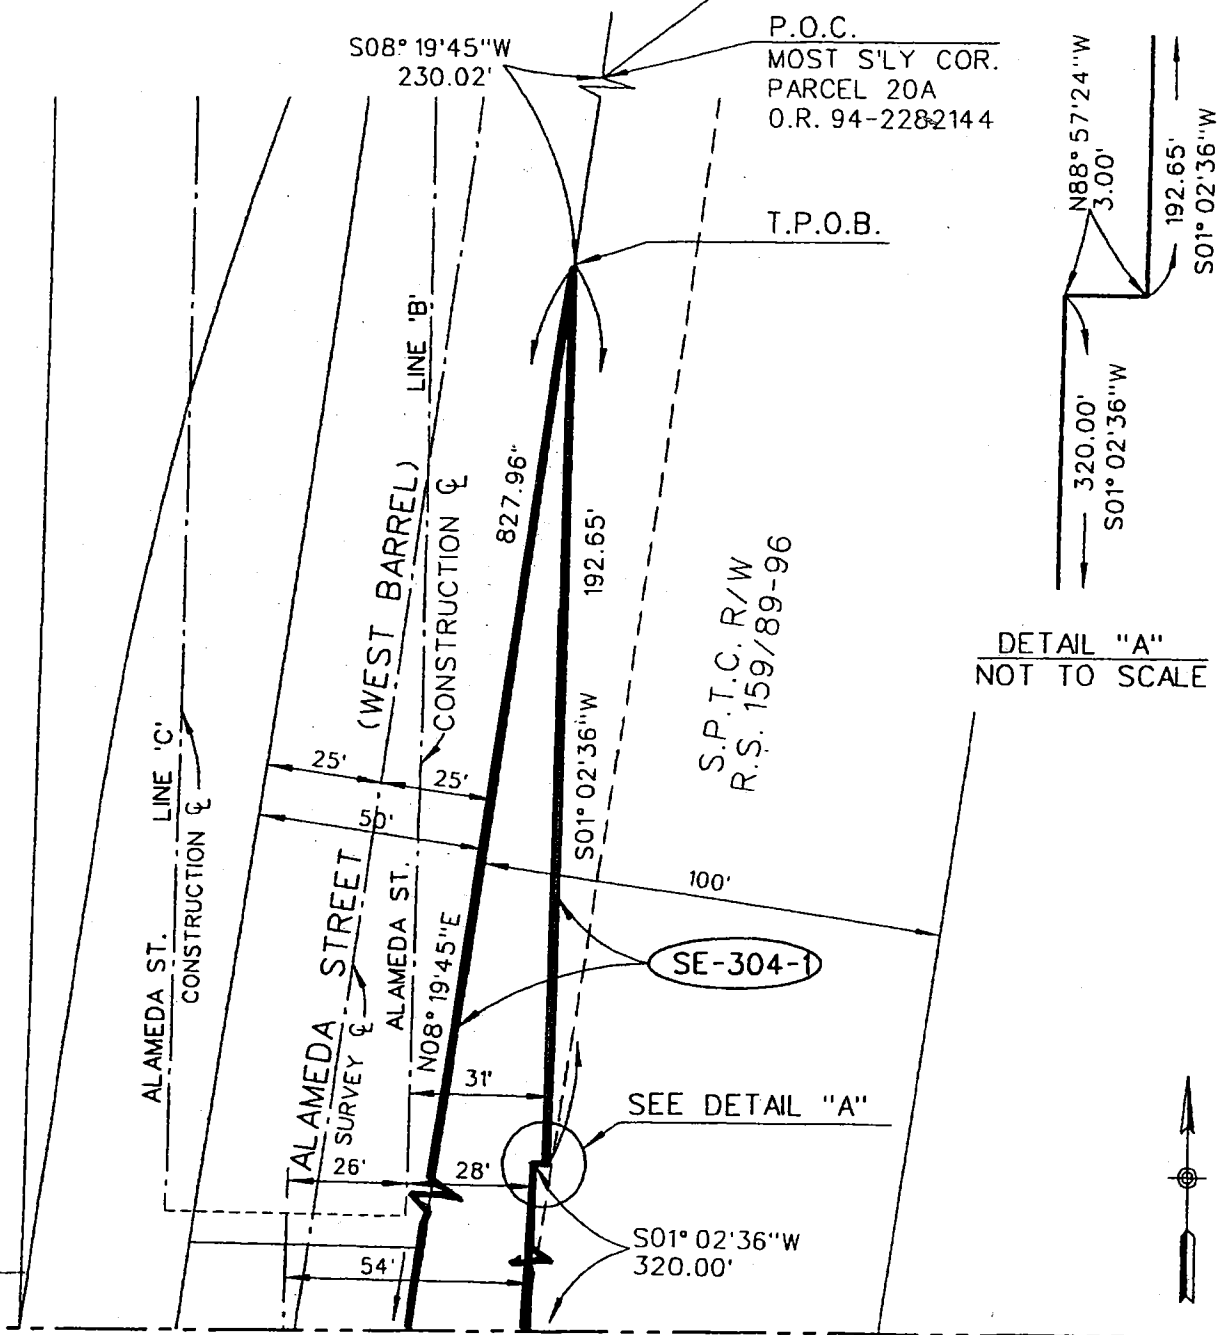 S08° 19'45"W
230.02'
P.O.C.
MOST S'LY COR.
PARCEL 20A
O.R. 94-2282144
T.P.O.B.
N88° 57'24"W
3.00'
192.65'
S01° 02'36"W
320.00'
S01° 02'36"W
DETAIL "A"
NOT TO SCALE
LINE 'B'
(WEST BARREL)
CONSTRUCTION ℄
827.96"
192.65'
S.P.T.C. R/W
R.S. 159/89-96
S01° 02'36"W
LINE 'C'
CONSTRUCTION ℄
ALAMEDA ST.
25'
25'
50'
100'
ALAMEDA STREET
SURVEY ℄
ALAMEDA ST.
N08° 19'45"E
SE-304-1
31'
SEE DETAIL "A"
26'
28'
S01° 02'36"W
320.00'
54'